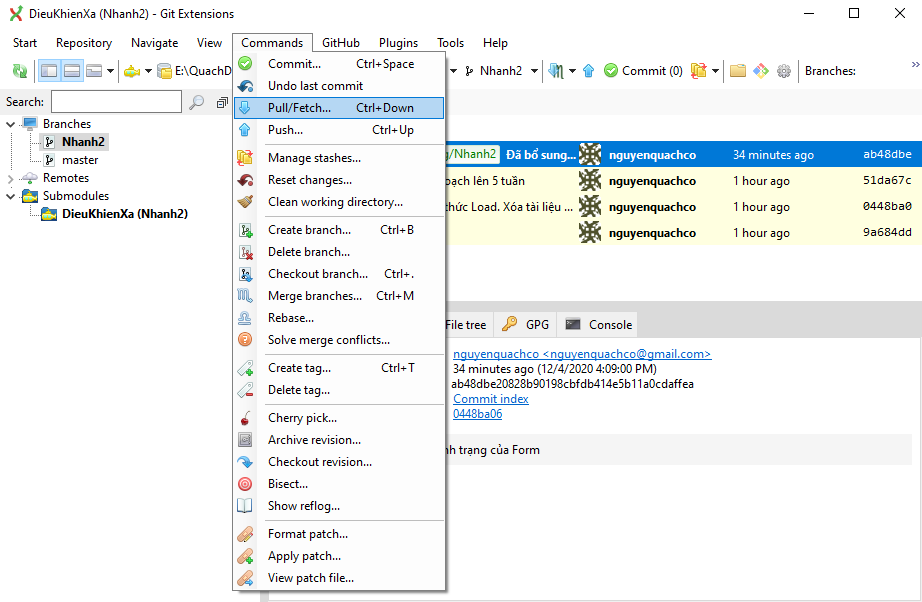 DieuKhienXa (Nhanh2) - Git Extensions
Start Repository Navigate View Commands GitHub Plugins Tools Help
E:\QuachD Nhanh2 Commit (0) Branches:
Search:
Branches
Nhanh2
master
Remotes
Submodules
DieuKhienXa (Nhanh2)
Commit... Ctrl+Space
Undo last commit
Pull/Fetch... Ctrl+Down
Push... Ctrl+Up
Manage stashes...
Reset changes...
Clean working directory...
Create branch... Ctrl+B
Delete branch...
Checkout branch... Ctrl+.
Merge branches... Ctrl+M
Rebase...
Solve merge conflicts...
Create tag... Ctrl+T
Delete tag...
Cherry pick...
Archive revision...
Checkout revision...
Bisect...
Show reflog...
Format patch...
Apply patch...
View patch file...
g/Nhanh2 Đã bổ sung... nguyenquachco 34 minutes ago ab48dbe
oạch lên 5 tuần nguyenquachco 1 hour ago 51da67c
thức Load. Xóa tài liệu ... nguyenquachco 1 hour ago 0448ba0
nguyenquachco 1 hour ago 9a684dd
File tree GPG Console
nguyenquachco <nguyenquachco@gmail.com>
34 minutes ago (12/4/2020 4:09:00 PM)
ab48dbe20828b90198cbfdb414e5b11a0cdaffea
Commit index
0448ba06
nh trạng của Form